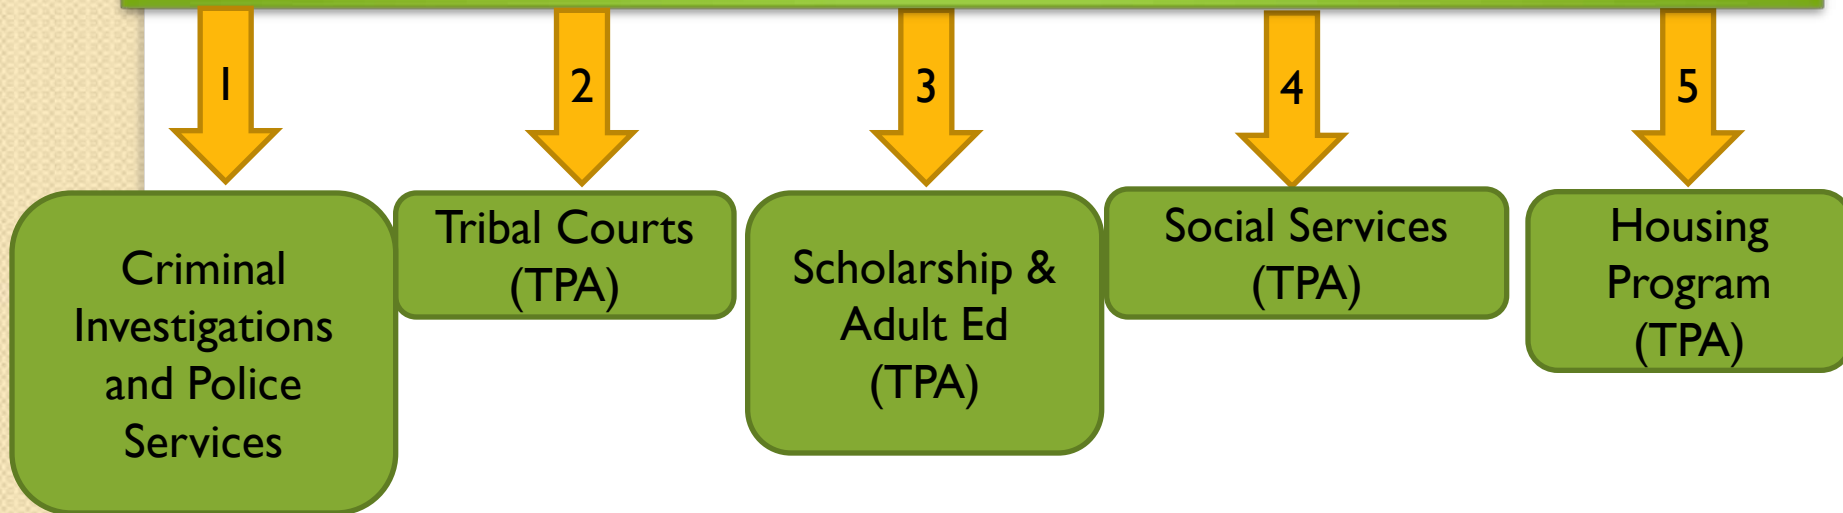 1
2
3
4
5
Criminal
Investigations
and Police
Services
Tribal Courts
(TPA)
Scholarship &
Adult Ed
(TPA)
Social Services
(TPA)
Housing
Program
(TPA)